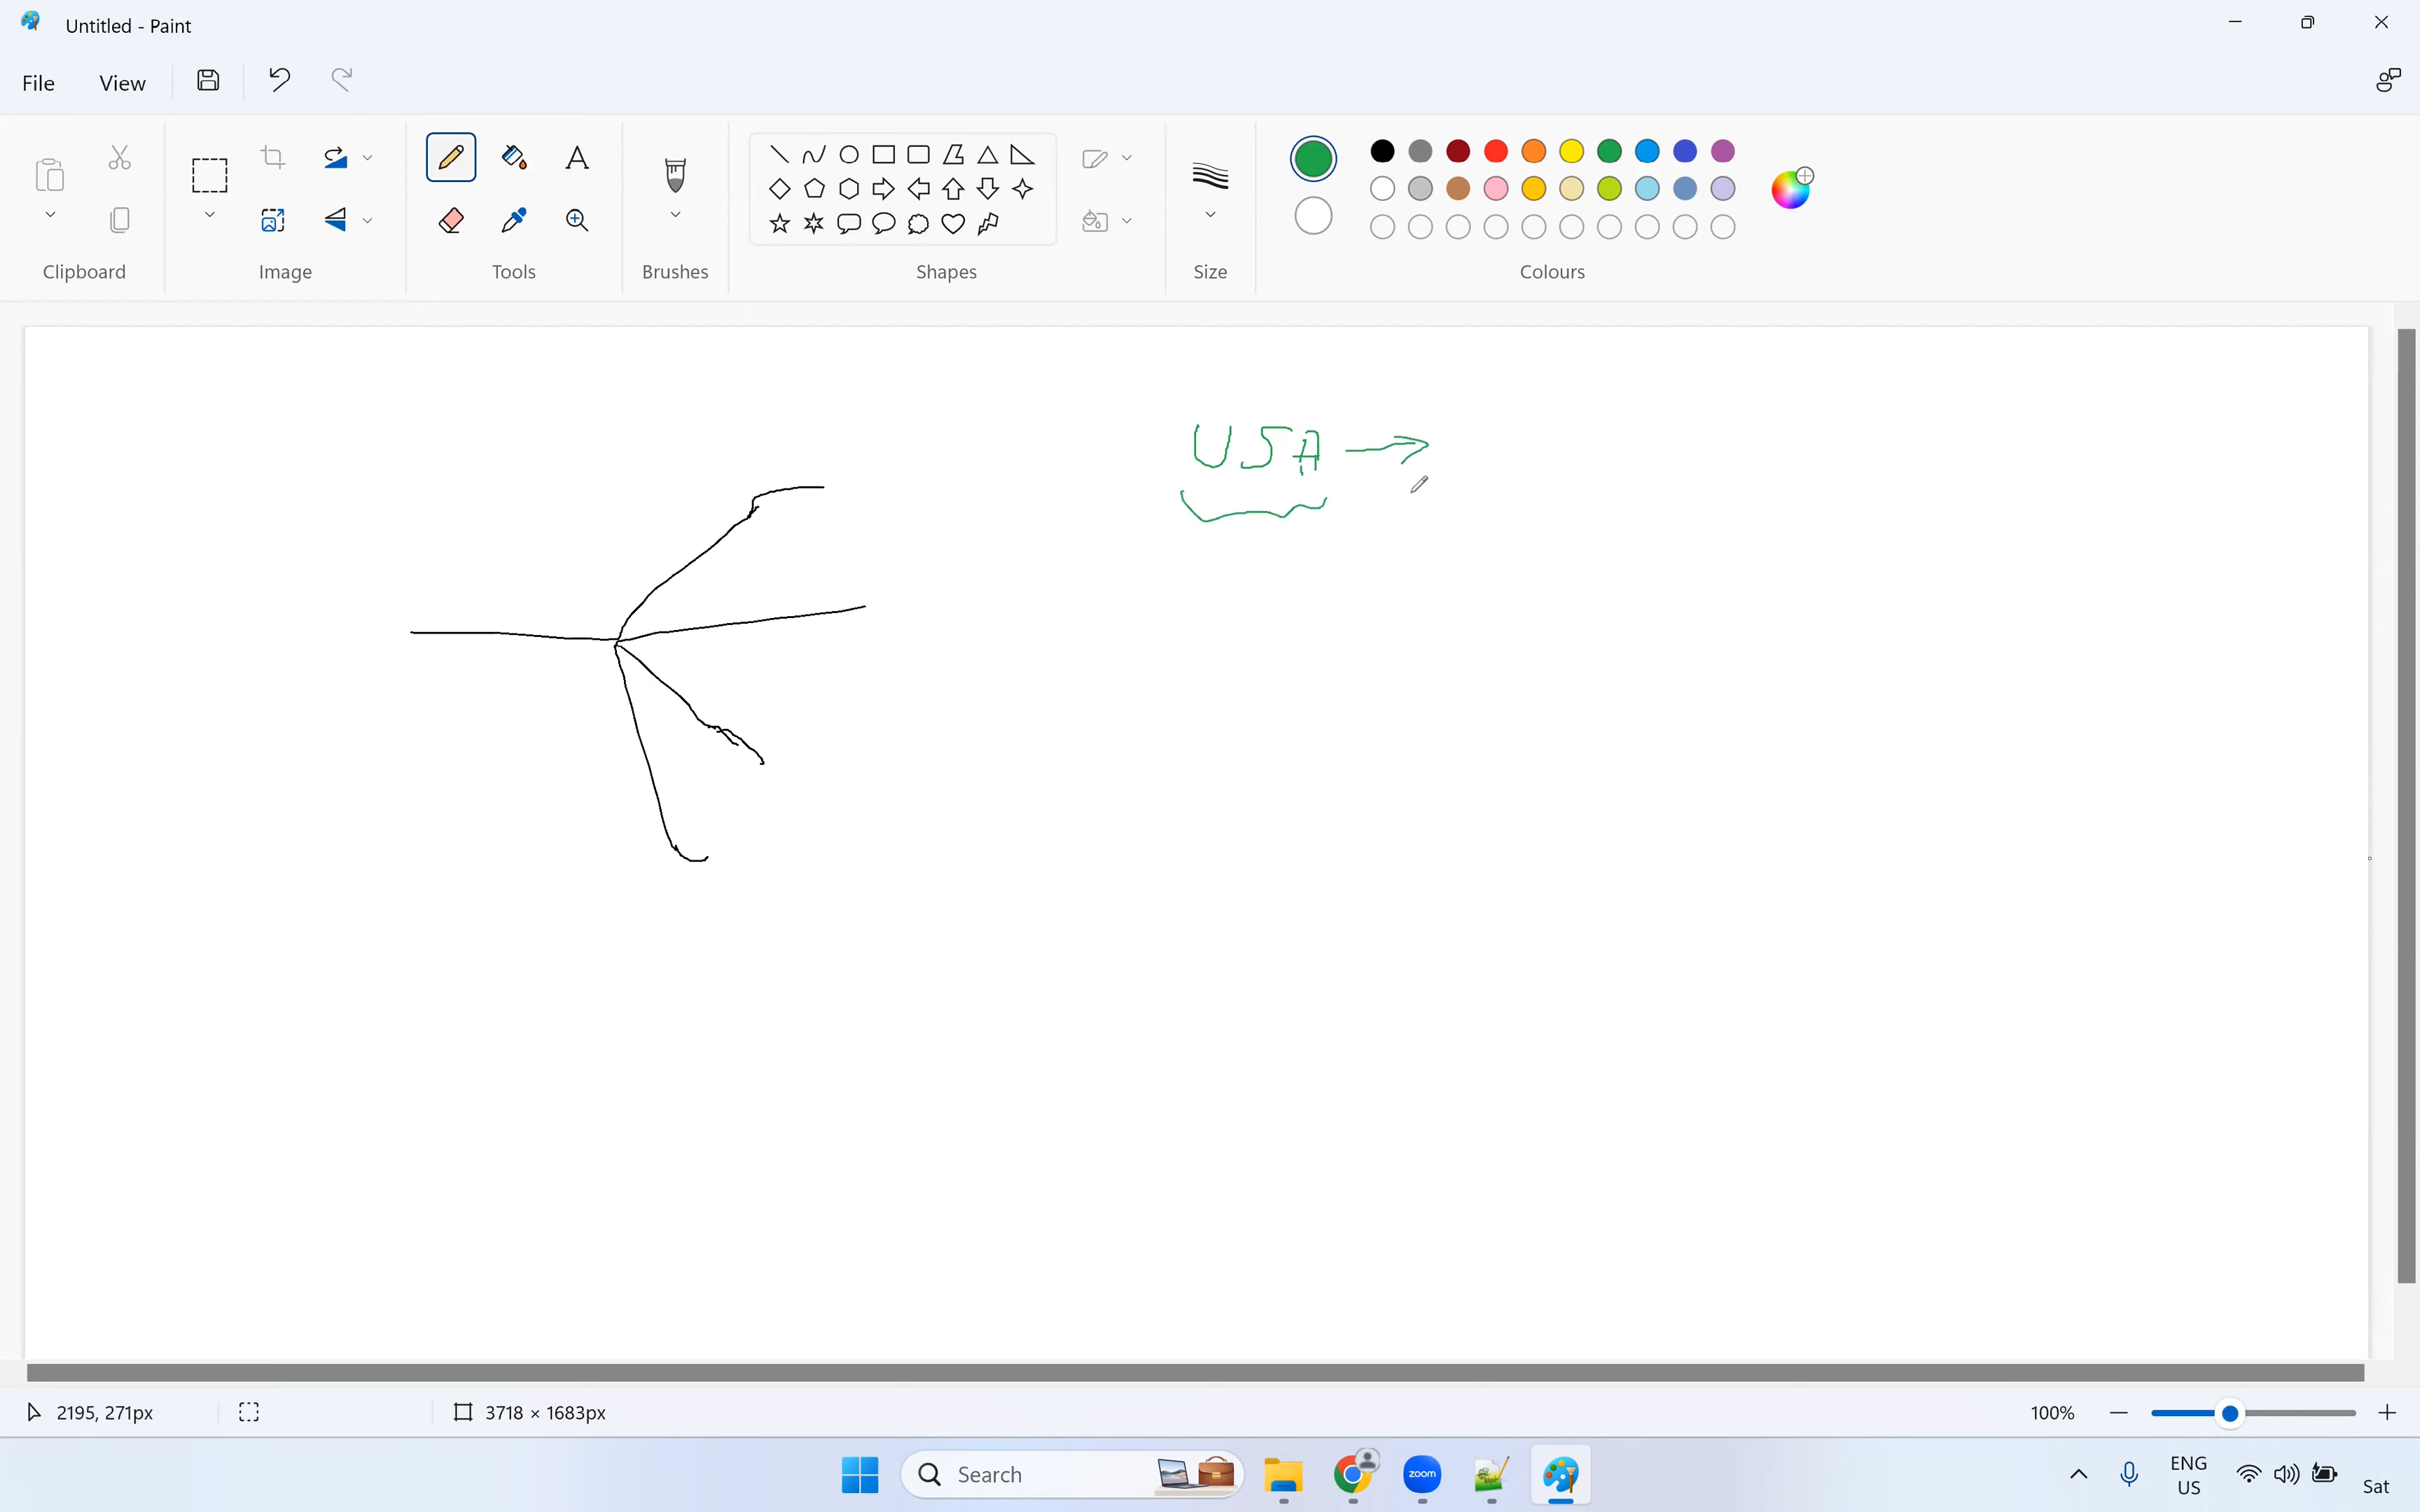 Untitled - Paint
File View
Clipboard Image Tools Brushes Shapes Size Colours
USA →
2195, 271px 3718 × 1683px 100%
Search zoom ENG
US Sat